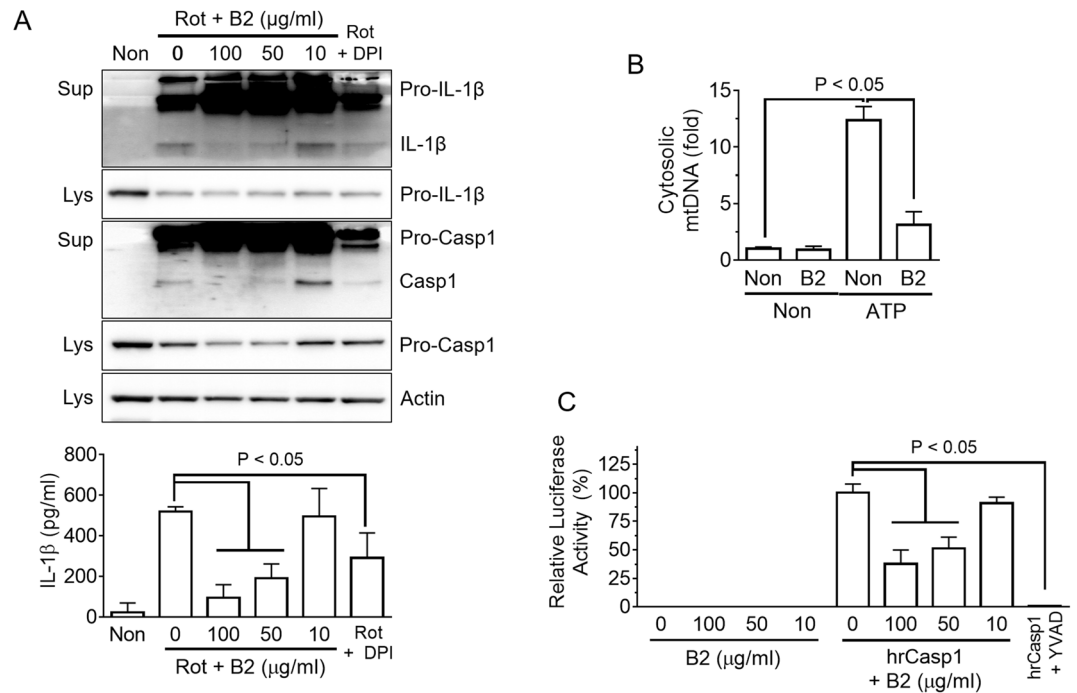 A
Rot + B2 (μg/ml)
Rot
+ DPI
Non 0 100 50 10
Sup Pro-IL-1β
IL-1β
Lys Pro-IL-1β
Sup Pro-Casp1
Casp1
Lys Pro-Casp1
Lys Actin
800
600
400
200
0
IL-1β (pg/ml)
P < 0.05
Non 0 100 50 10 Rot
+ DPI
Rot + B2 (μg/ml)
B
P < 0.05
Cytosolic
mtDNA (fold)
15
10
5
0
Non B2 Non B2
Non ATP
C
P < 0.05
Relative Luciferase
Activity (%)
125
100
75
50
25
0
0 100 50 10 0 100 50 10
B2 (μg/ml)
hrCasp1
+ B2 (μg/ml)
hrCasp1
+ YVAD